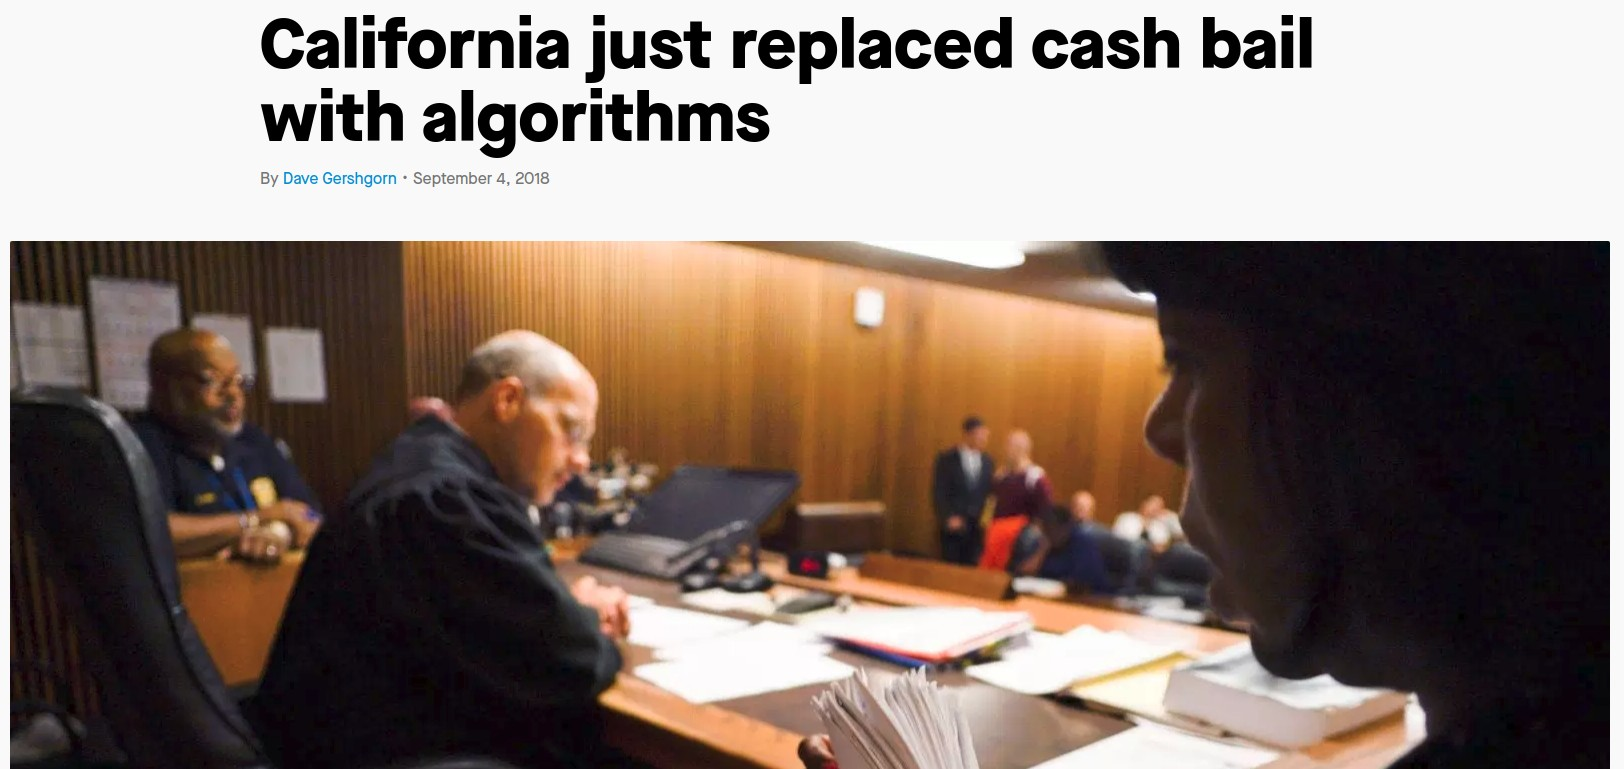 California just replaced cash bail
with algorithms
By Dave Gershgorn • September 4, 2018